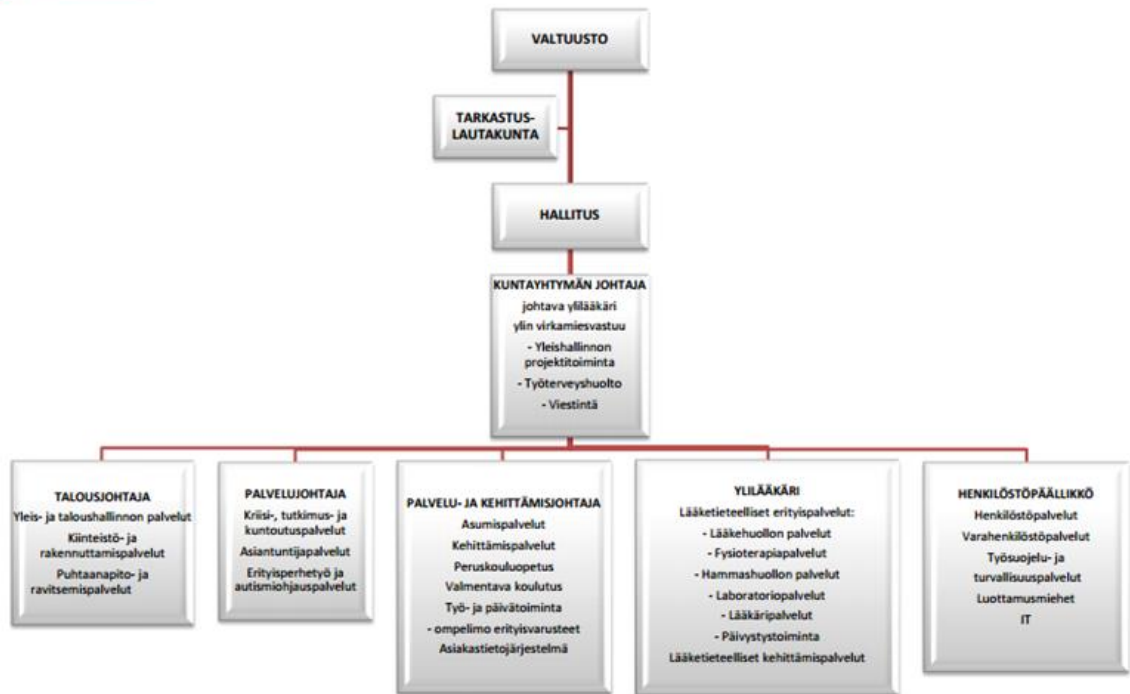 VALTUUSTO
TARKASTUS-
LAUTAKUNTA
HALLITUS
KUNTAYHTYMÄN JOHTAJA
johtava ylilääkäri
ylin virkamiesvastuu
- Yleishallinnon
projektitoiminta
- Työterveyshuolto
- Viestintä
TALOUSJOHTAJA
Yleis- ja taloushallinnon palvelut
Kiinteistö- ja
rakennuttamispalvelut
Puhtaanapito- ja
ravitsemispalvelut
PALVELUJOHTAJA
Kriisi-, tutkimus- ja
kuntoutuspalvelut
Asiantuntijapalvelut
Erityisperhetyö ja
autismiohjauspalvelut
PALVELU- JA KEHITTÄMISJOHTAJA
Asumispalvelut
Kehittämispalvelut
Peruskouluopetus
Valmentava koulutus
Työ- ja päivätoiminta
- ompelimo erityisvarusteet
Asiakastietojärjestelmä
YLILÄÄKÄRI
Lääketieteelliset erityispalvelut:
- Lääkehuollon palvelut
- Fysioterapiapalvelut
- Hammashuollon palvelut
- Laboratoriopalvelut
- Lääkäripalvelut
- Päivystystoiminta
Lääketieteelliset kehittämispalvelut
HENKILÖSTÖPÄÄLLIKKÖ
Henkilöstöpalvelut
Varahenkilöstöpalvelut
Työsuojelu- ja
turvallisuuspalvelut
Luottamusmiehet
IT